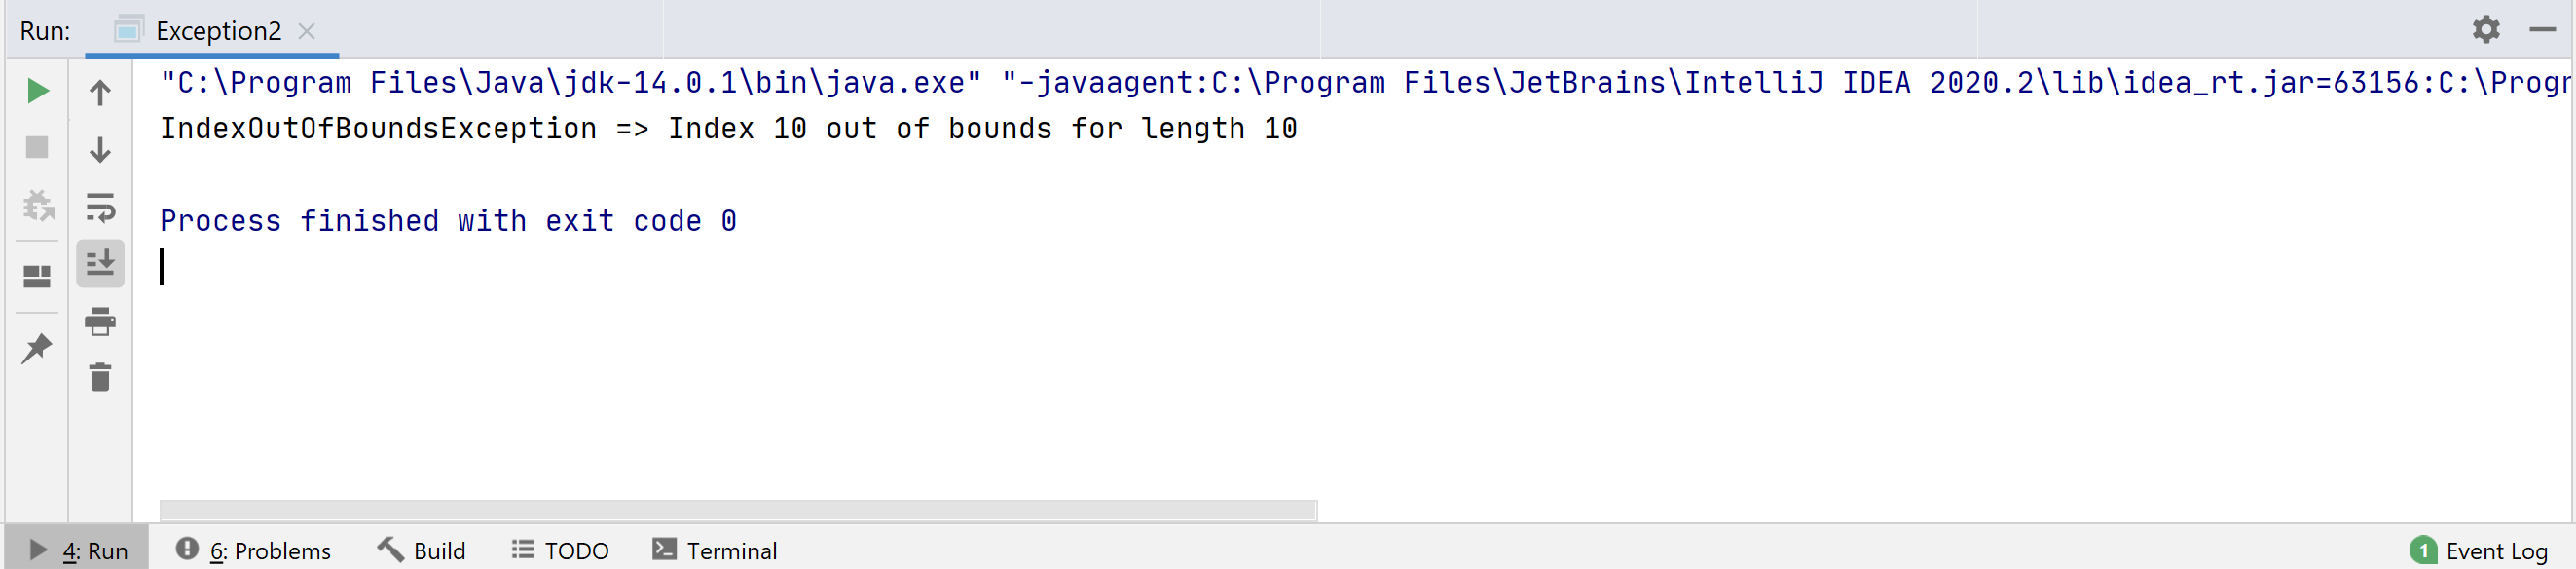 Run: Exception2
"C:\Program Files\Java\jdk-14.0.1\bin\java.exe" "-javaagent:C:\Program Files\JetBrains\IntelliJ IDEA 2020.2\lib\idea_rt.jar=63156:C:\Progr
IndexOutOfBoundsException => Index 10 out of bounds for length 10
Process finished with exit code 0
4: Run 6: Problems Build TODO Terminal 1 Event Log